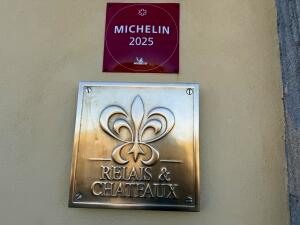 MICHELIN
2025
RELAIS &
CHATEAUX